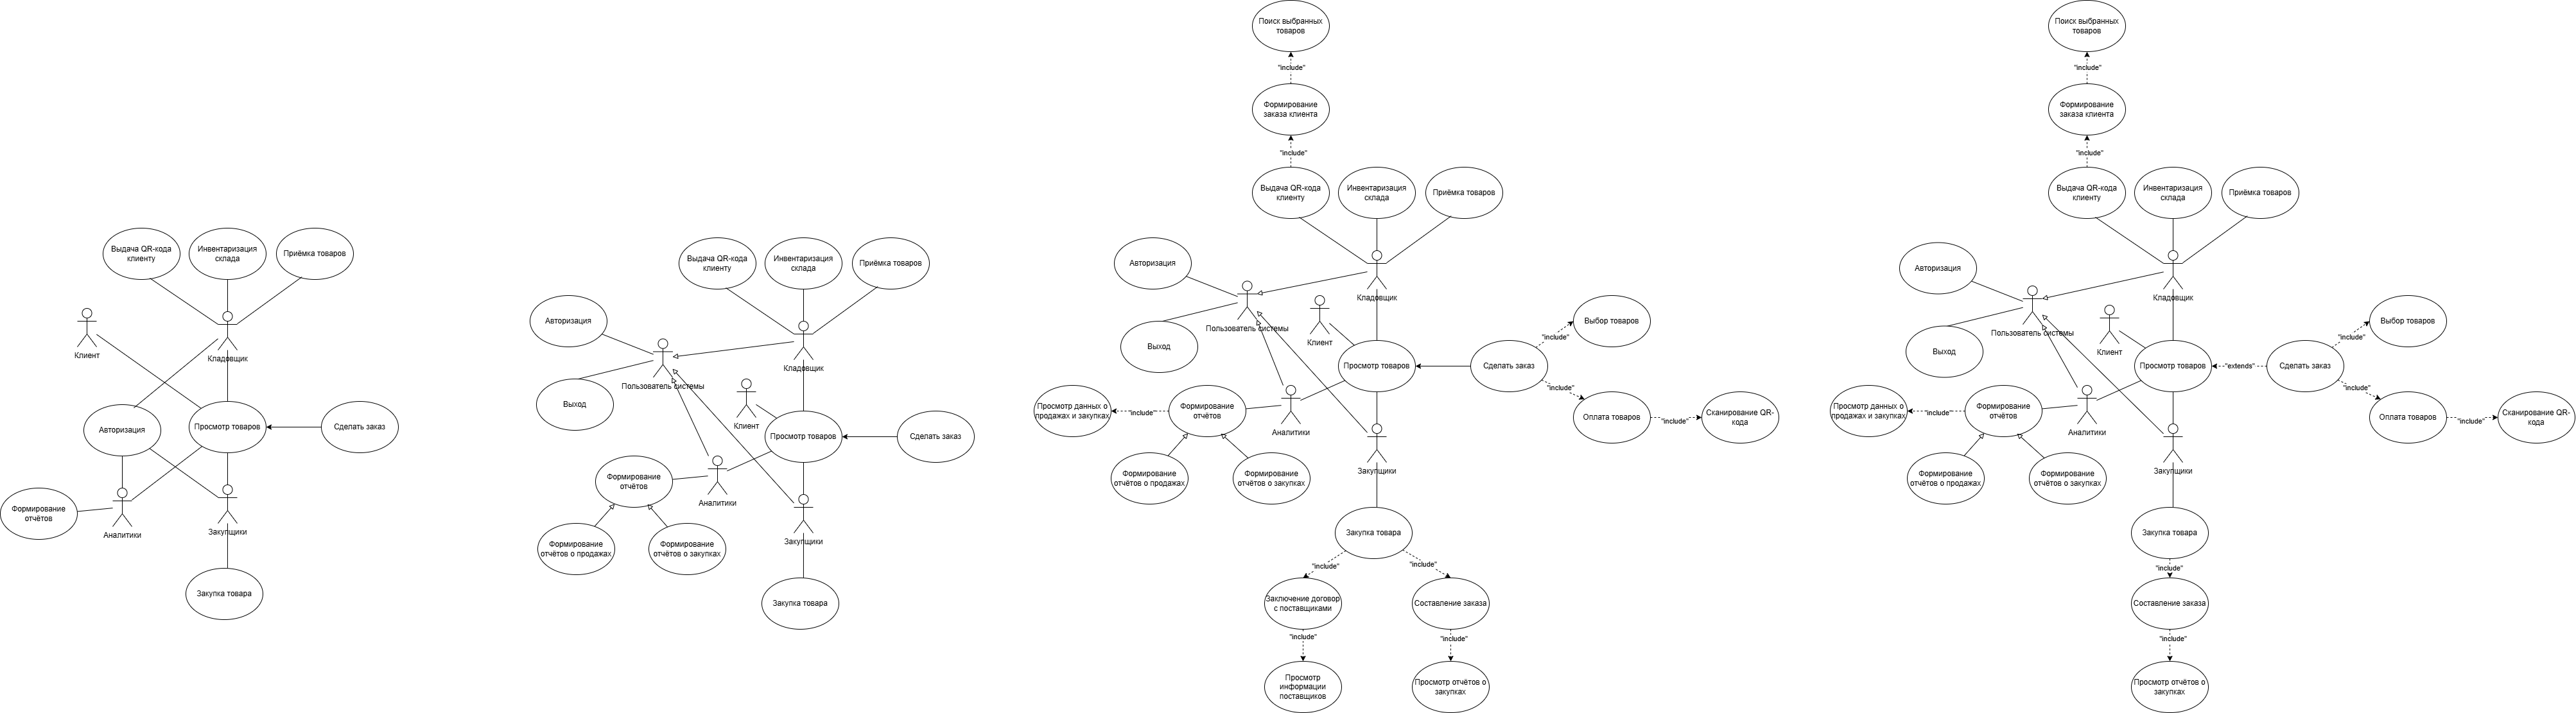 Выдача QR-кода
клиенту
Инвентаризация
склада
Приёмка товаров
Клиент
Кладовщик
Авторизация
Просмотр товаров
Сделать заказ
Формирование
отчётов
Аналитики
Закупщики
Закупка товара
Выдача QR-кода
клиенту
Инвентаризация
склада
Приёмка товаров
Авторизация
Выход
Пользователь системы
Кладовщик
Клиент
Просмотр товаров
Сделать заказ
Формирование
отчётов
Аналитики
Формирование
отчётов о продажах
Формирование
отчётов о закупках
Закупщики
Закупка товара
Поиск выбранных
товаров
"include"
Формирование
заказа клиента
"include"
Выдача QR-кода
клиенту
Инвентаризация
склада
Приёмка товаров
Авторизация
Выход
Пользователь системы
Кладовщик
Клиент
Просмотр товаров
Сделать заказ
"include"
Выбор товаров
"include"
Оплата товаров
"include"
Сканирование QR-
кода
Просмотр данных о
продажах и закупках
"include"
Формирование
отчётов
Аналитики
Формирование
отчётов о продажах
Формирование
отчётов о закупках
Закупщики
Закупка товара
"include"
"include"
Заключение договор
с поставщиками
Составление заказа
"include"
"include"
Просмотр
информации
поставщиков
Просмотр отчётов о
закупках
Поиск выбранных
товаров
"include"
Формирование
заказа клиента
"include"
Выдача QR-кода
клиенту
Инвентаризация
склада
Приёмка товаров
Авторизация
Выход
Пользователь системы
Кладовщик
Клиент
Просмотр товаров
"extends"
Сделать заказ
"include"
Выбор товаров
"include"
Оплата товаров
"include"
Сканирование QR-
кода
Просмотр данных о
продажах и закупках
"include"
Формирование
отчётов
Аналитики
Формирование
отчётов о продажах
Формирование
отчётов о закупках
Закупщики
Закупка товара
"include"
Составление заказа
"include"
Просмотр отчётов о
закупках